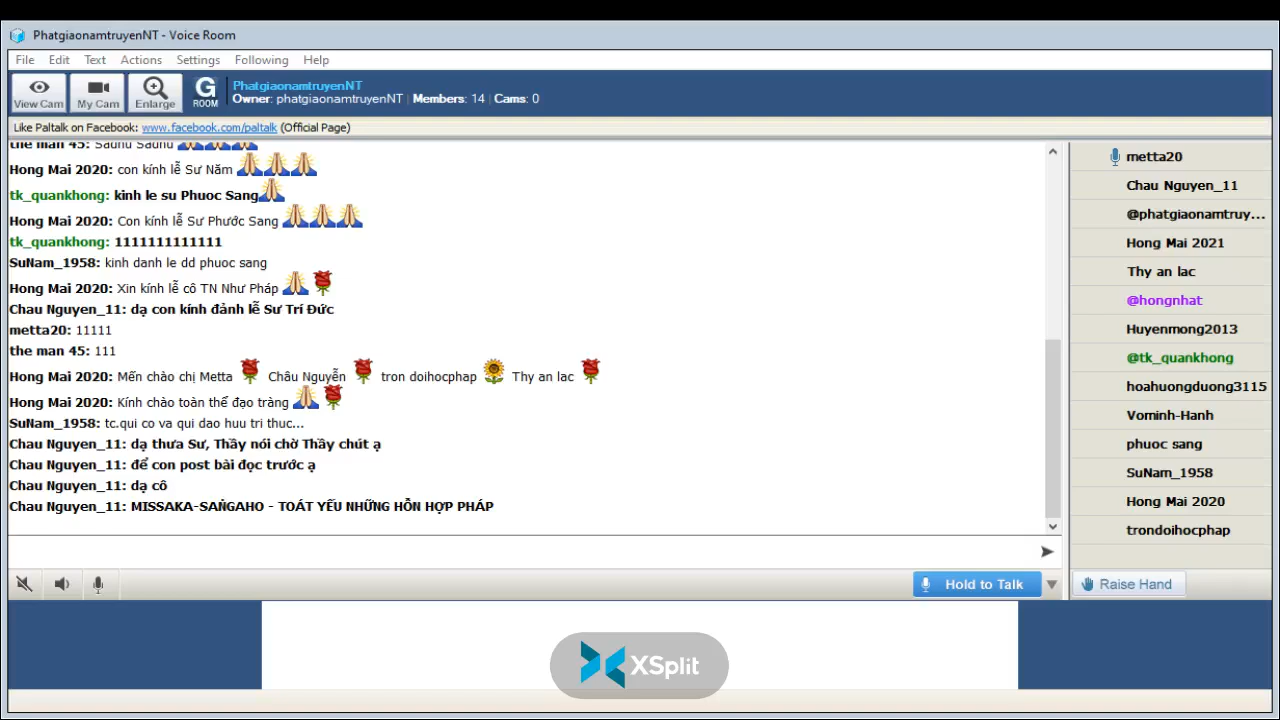 PhatgiaonamtruyenNT - Voice Room
File Edit Text Actions Settings Following Help
View Cam My Cam Enlarge G ROOM
PhatgiaonamtruyenNT
Owner: phatgiaonamtruyenNT | Members: 14 | Cams: 0
Like Paltalk on Facebook: www.facebook.com/paltalk (Official Page)
the man 45: Sadhu Sadhu
Hong Mai 2020: con kính lễ Sư Năm
tk_quankhong: kinh le su Phuoc Sang
Hong Mai 2020: Con kính lễ Sư Phước Sang
tk_quankhong: 1111111111111
SuNam_1958: kinh danh le dd phuoc sang
Hong Mai 2020: Xin kính lễ cô TN Như Pháp
Chau Nguyen_11: dạ con kính đảnh lễ Sư Trí Đức
metta20: 11111
the man 45: 111
Hong Mai 2020: Mến chào chị Metta Châu Nguyễn tron doihocphap Thy an lac
Hong Mai 2020: Kính chào toàn thể đạo tràng
SuNam_1958: tc.qui co va qui dao huu tri thuc...
Chau Nguyen_11: dạ thưa Sư, Thầy nói chờ Thầy chút ạ
Chau Nguyen_11: để con post bài đọc trước ạ
Chau Nguyen_11: dạ cô
Chau Nguyen_11: MISSAKA-SAṄGAHO - TOÁT YẾU NHỮNG HỖN HỢP PHÁP
metta20
Chau Nguyen_11
@phatgiaonamtruy...
Hong Mai 2021
Thy an lac
@hongnhat
Huyenmong2013
@tk_quankhong
hoahuongduong3115
Vominh-Hanh
phuoc sang
SuNam_1958
Hong Mai 2020
trondoihocphap
Hold to Talk
Raise Hand
XSplit